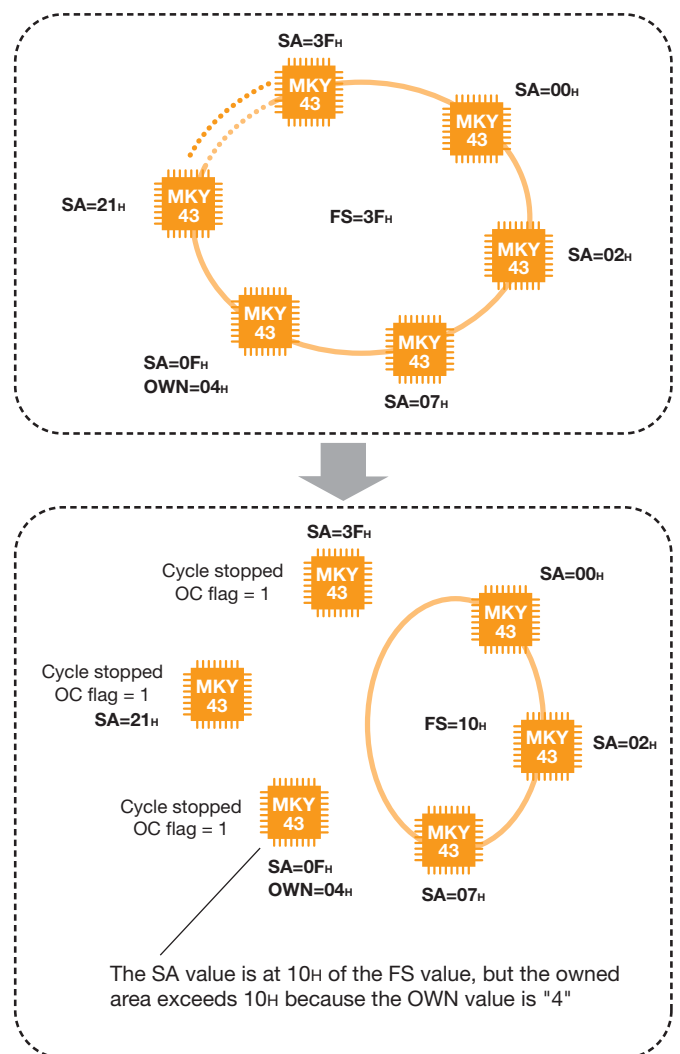 SA=3FH
MKY
43
SA=00H
MKY
43
SA=21H
MKY
43
FS=3FH
MKY
43
SA=02H
MKY
43
SA=0FH
OWN=04H
MKY
43
SA=07H
SA=3FH
Cycle stopped
OC flag = 1
MKY
43
SA=00H
MKY
43
Cycle stopped
OC flag = 1
SA=21H
MKY
43
FS=10H
MKY
43
SA=02H
Cycle stopped
OC flag = 1
MKY
43
SA=0FH
OWN=04H
MKY
43
SA=07H
The SA value is at 10H of the FS value, but the owned
area exceeds 10H because the OWN value is "4"